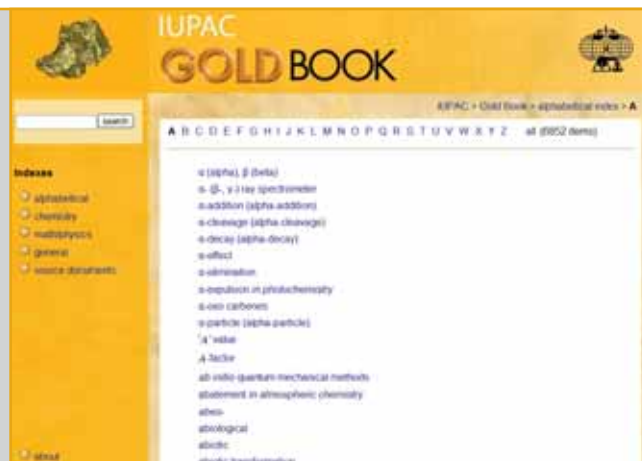 IUPAC
GOLD BOOK
search
IUPAC > Gold Book > alphabetical index > A
A B C D E F G H I J K L M N O P Q R S T U V W X Y Z all (6852 items)
Indexes
alphabetical
chemistry
math/physics
general
source documents
about
α (alpha), β (beta)
α- (β-, γ-) ray spectrometer
α-addition (alpha-addition)
α-cleavage (alpha-cleavage)
α-decay (alpha-decay)
α-effect
α-elimination
α-expulsion in photochemistry
α-oxo carbenes
α-particle (alpha-particle)
'A' value
A-factor
ab initio quantum mechanical methods
abatement in atmospheric chemistry
abeo-
abiological
abiotic
abiotic transformation